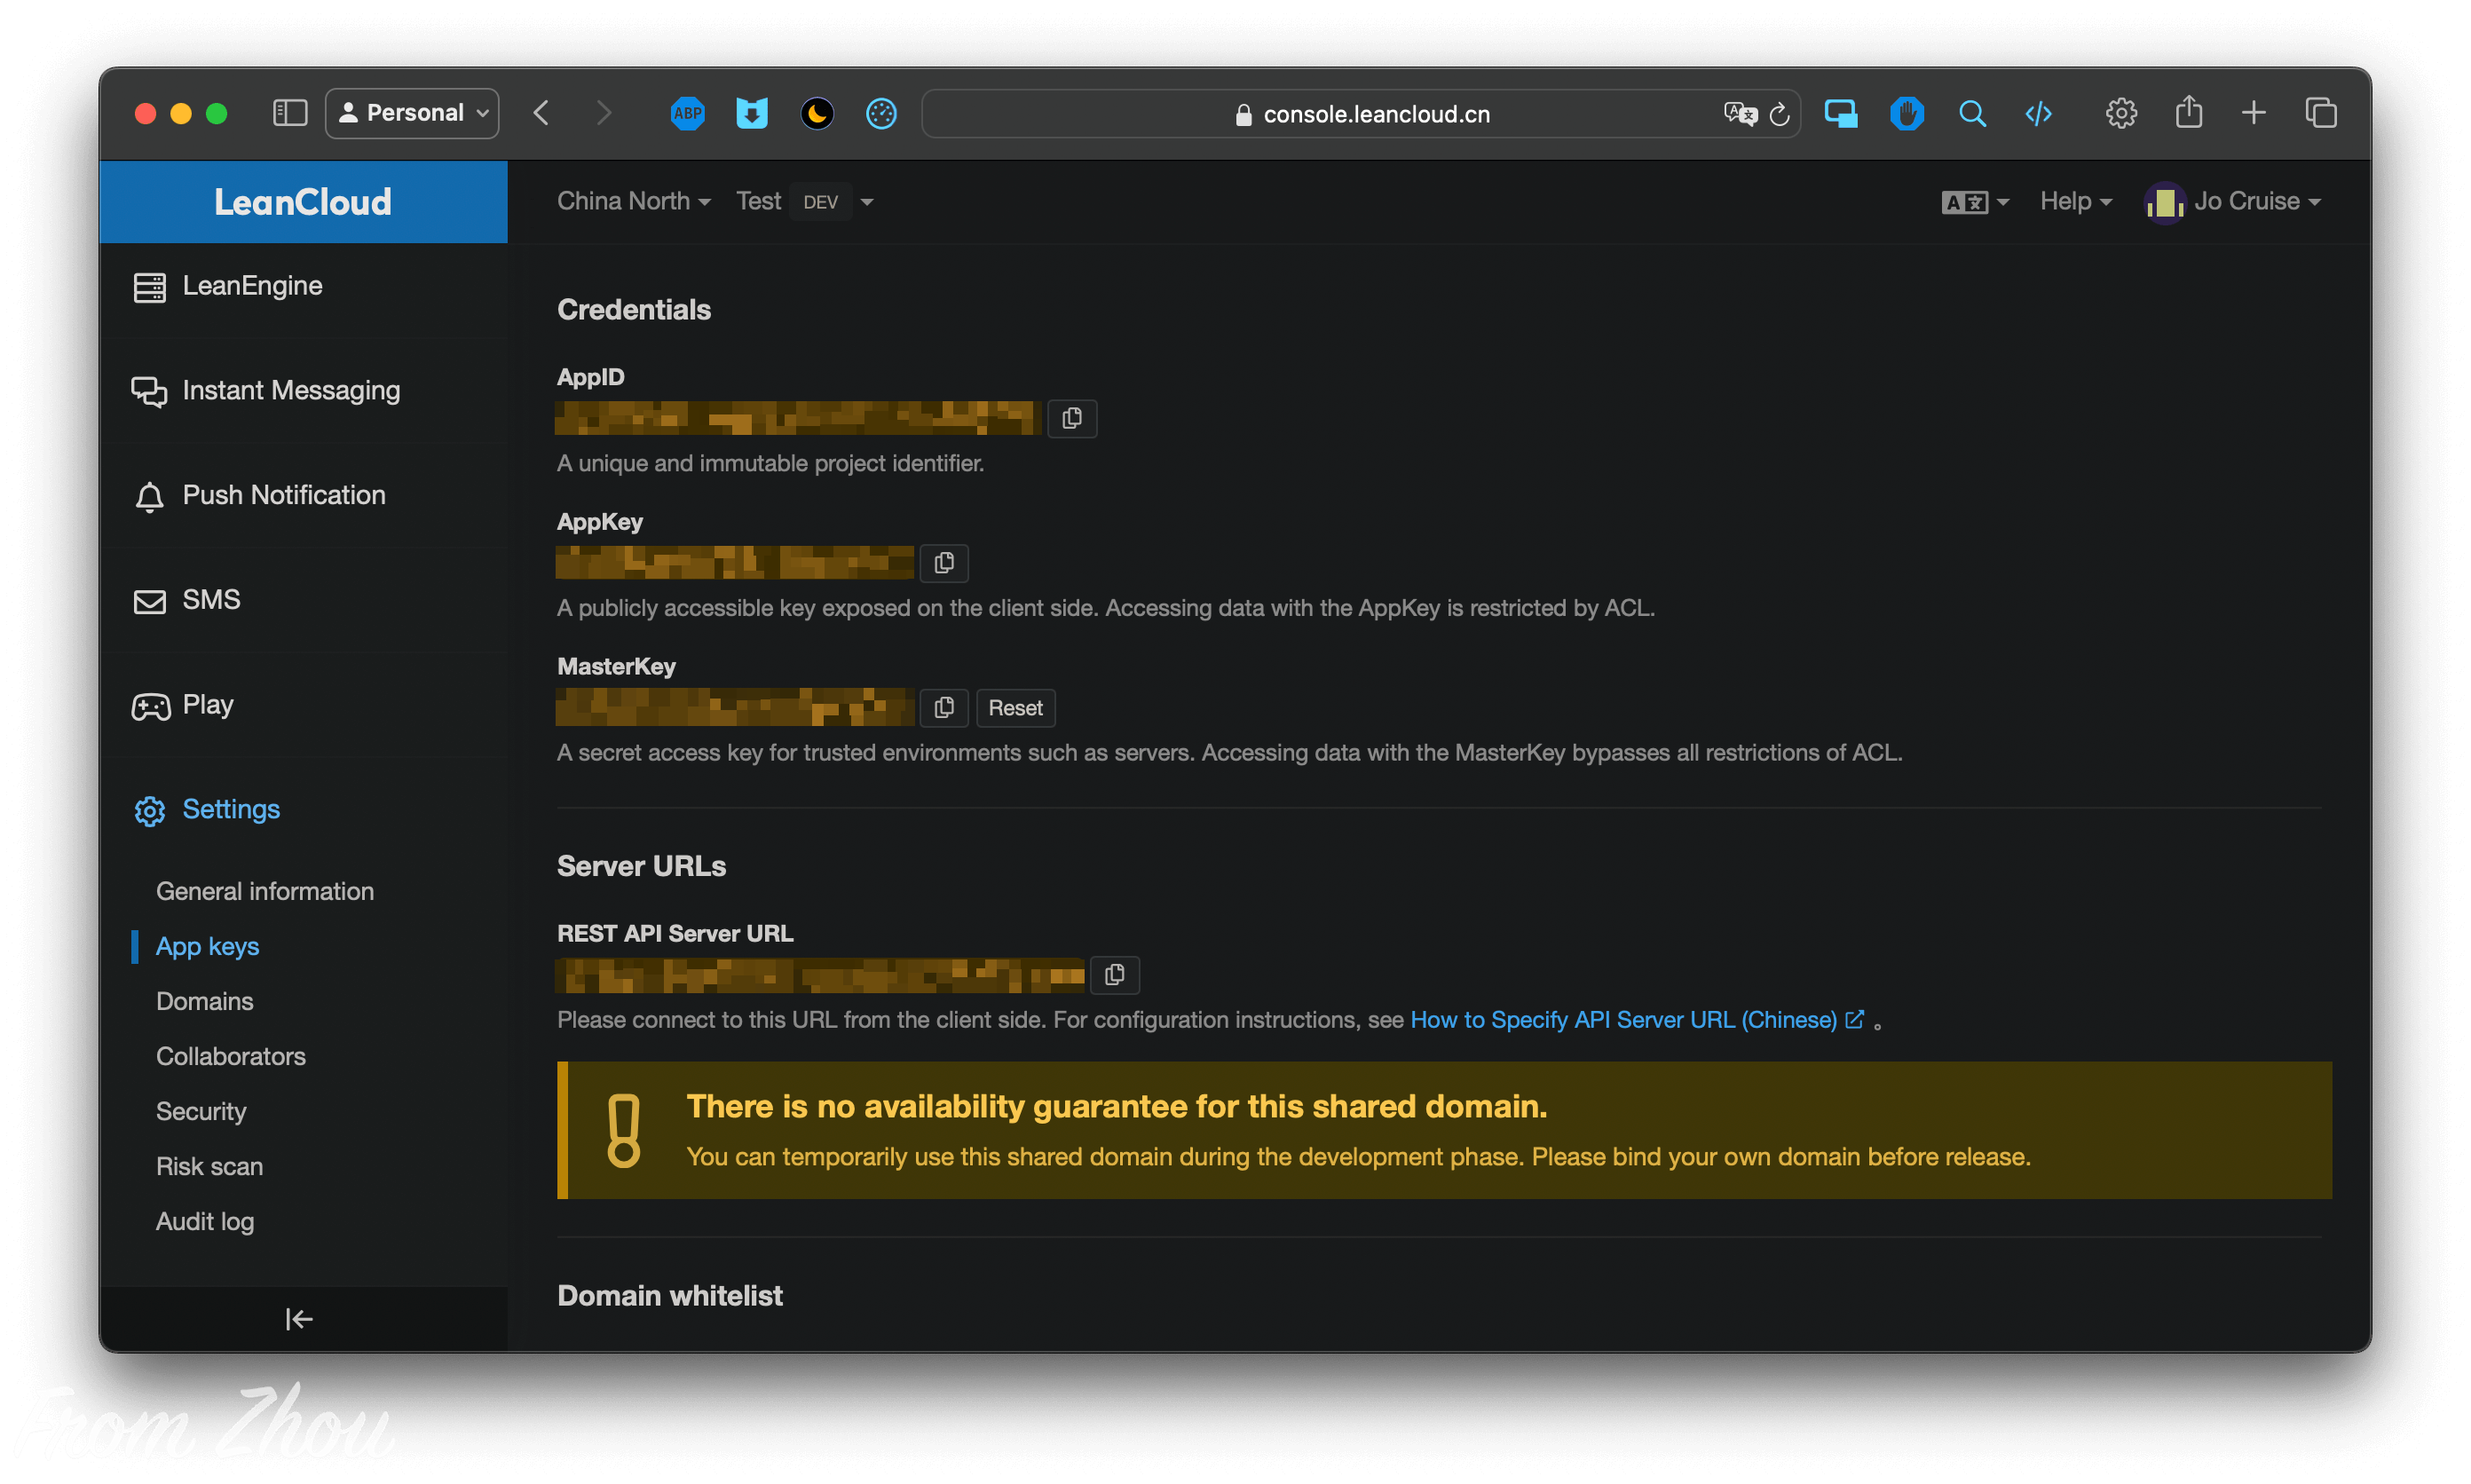 Personal
ABP
console.leancloud.cn
LeanCloud
China North
Test DEV
Help
Jo Cruise
LeanEngine
Instant Messaging
Push Notification
SMS
Play
Settings
General information
App keys
Domains
Collaborators
Security
Risk scan
Audit log
Credentials
AppID
A unique and immutable project identifier.
AppKey
A publicly accessible key exposed on the client side. Accessing data with the AppKey is restricted by ACL.
MasterKey
Reset
A secret access key for trusted environments such as servers. Accessing data with the MasterKey bypasses all restrictions of ACL.
Server URLs
REST API Server URL
Please connect to this URL from the client side. For configuration instructions, see How to Specify API Server URL (Chinese) 。
There is no availability guarantee for this shared domain.
You can temporarily use this shared domain during the development phase. Please bind your own domain before release.
Domain whitelist
From Zhou